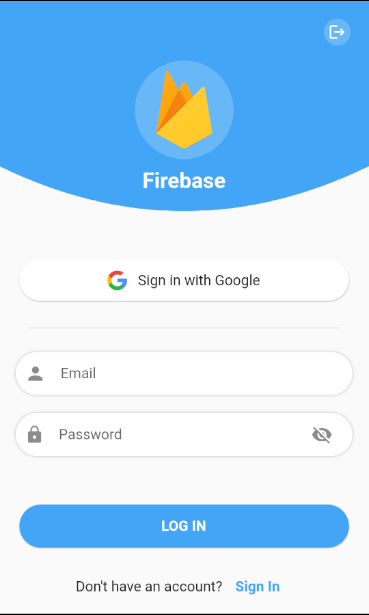 Firebase
Sign in with Google
Email
Password
LOG IN
Don't have an account? Sign In